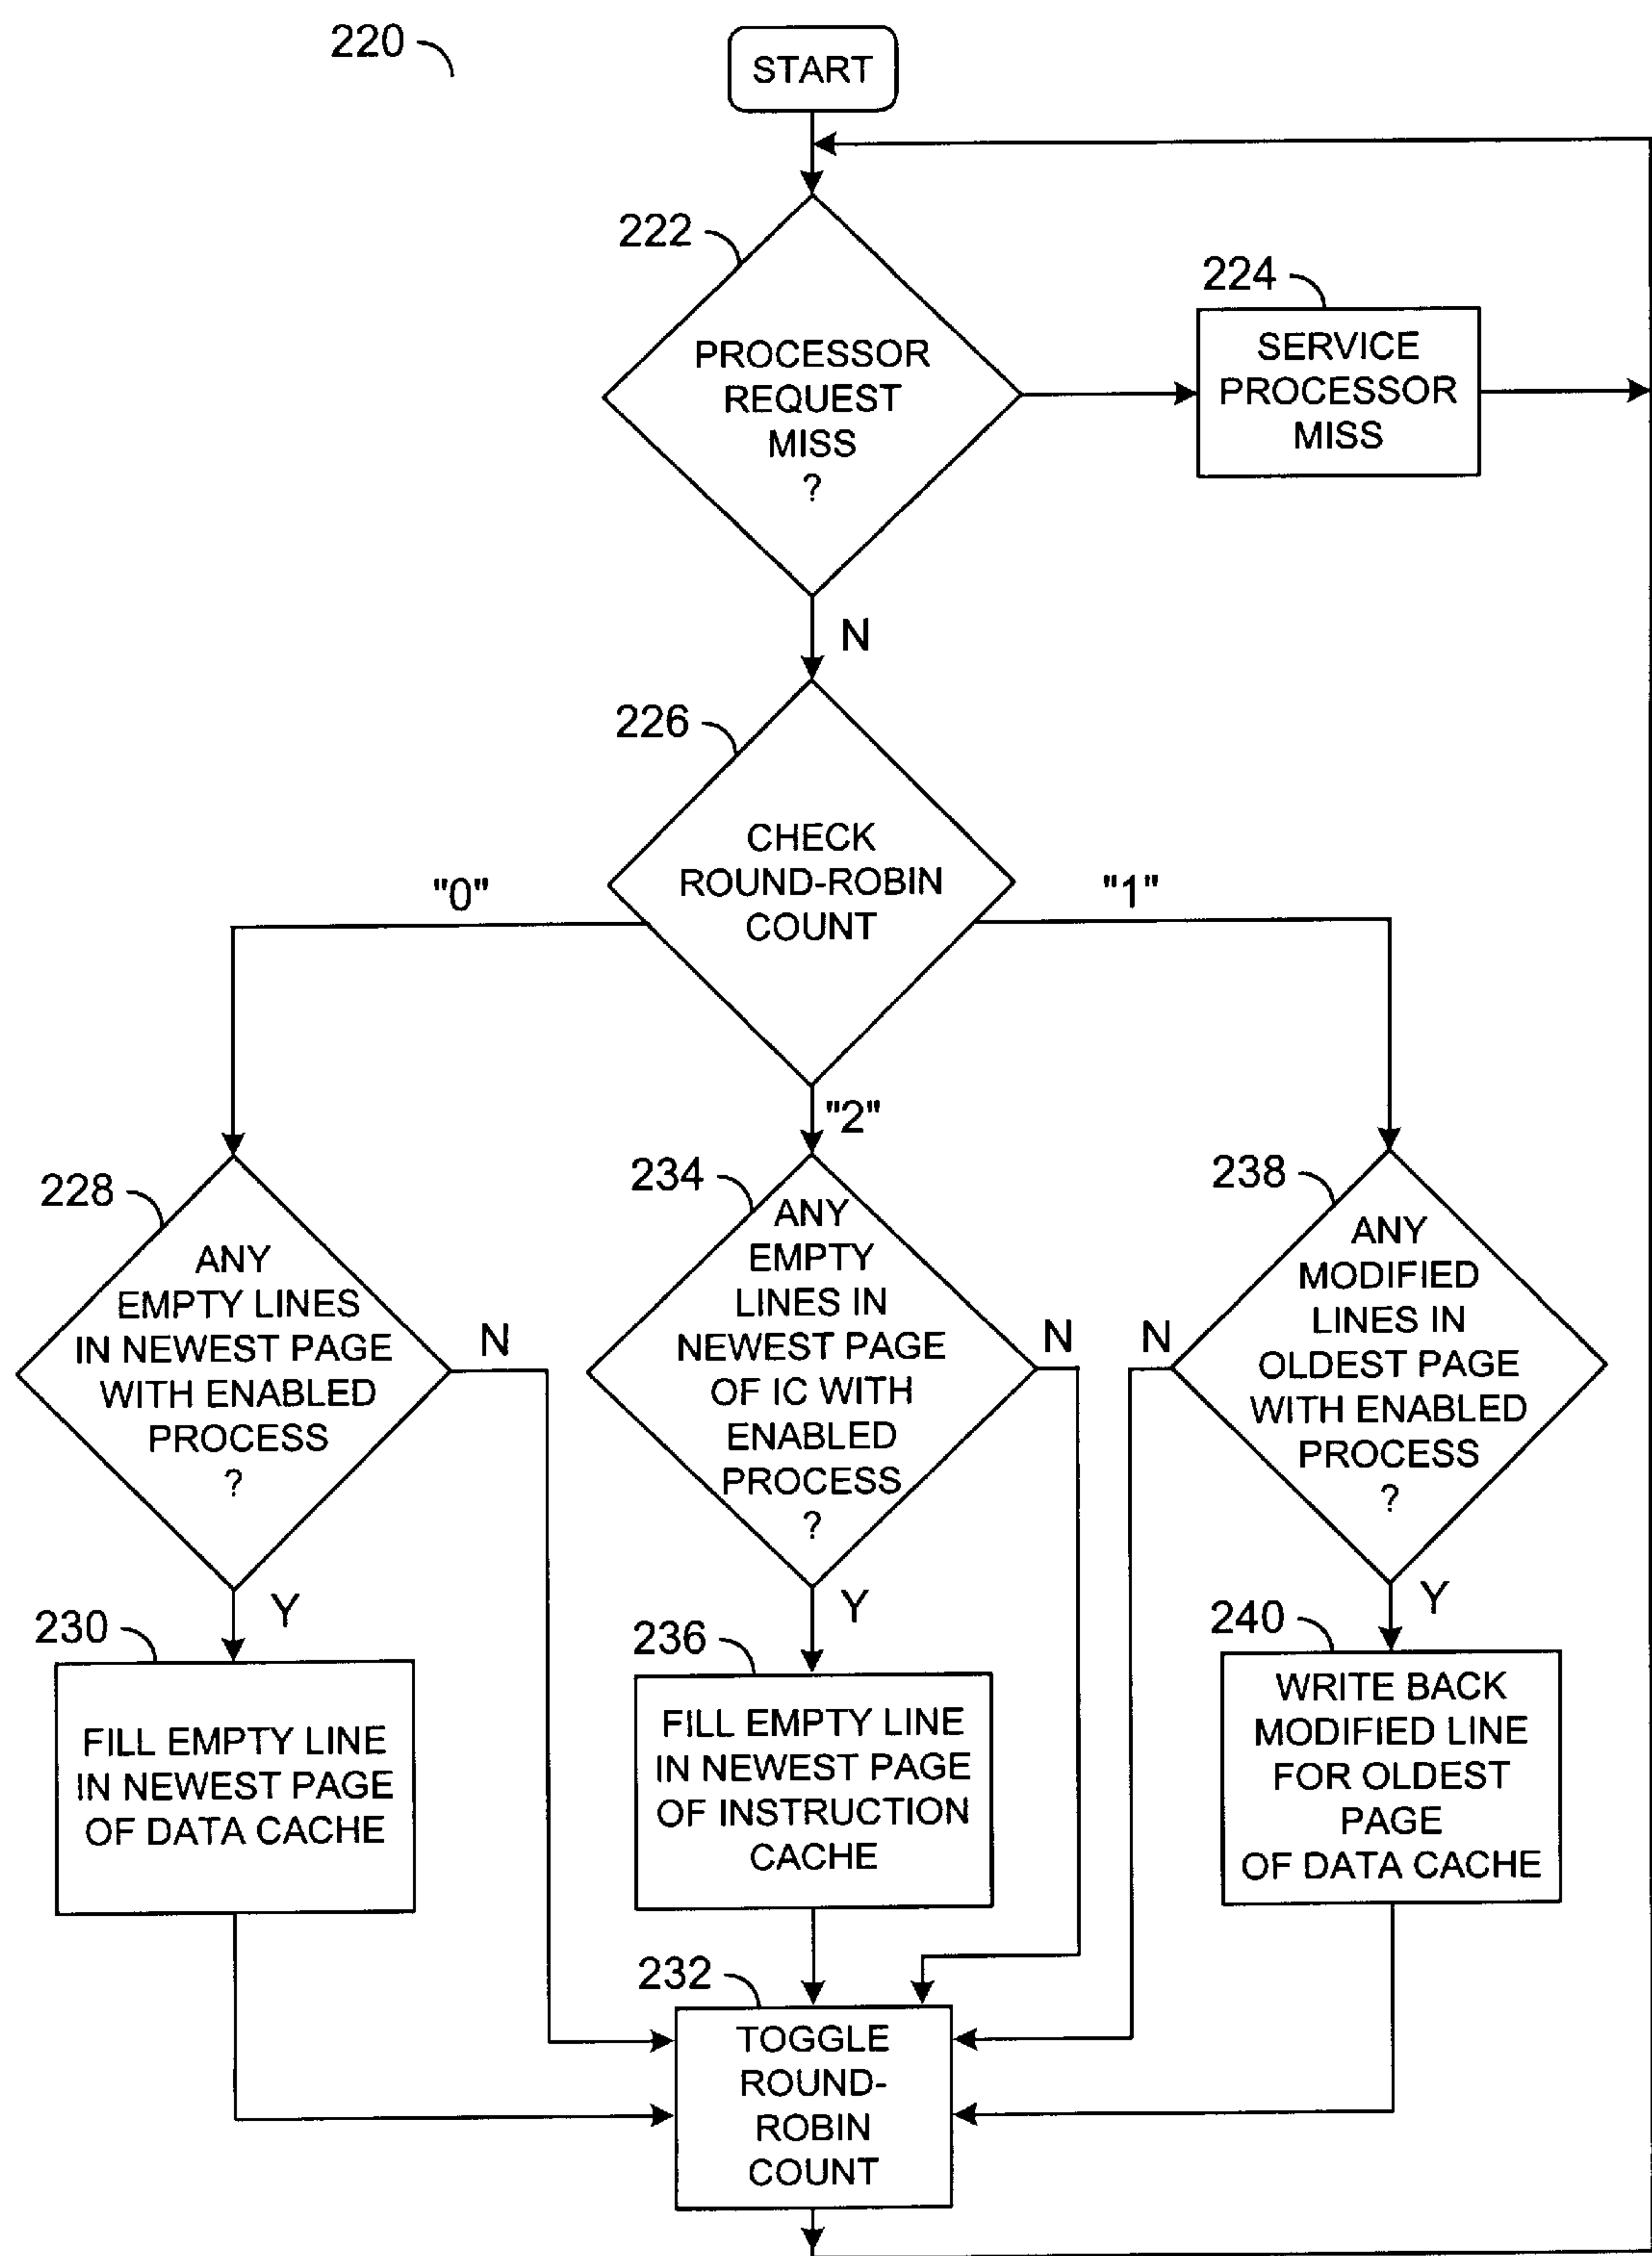 220
START
222
PROCESSOR
REQUEST
MISS
?
224
SERVICE
PROCESSOR
MISS
N
226
CHECK
ROUND-ROBIN
COUNT
"0"
"1"
"2"
228
ANY
EMPTY LINES
IN NEWEST PAGE
WITH ENABLED
PROCESS
?
N
234
ANY
EMPTY
LINES IN
NEWEST PAGE
OF IC WITH
ENABLED
PROCESS
?
N
238
ANY
MODIFIED
LINES IN
OLDEST PAGE
WITH ENABLED
PROCESS
?
N
Y
230
FILL EMPTY LINE
IN NEWEST PAGE
OF DATA CACHE
Y
236
FILL EMPTY LINE
IN NEWEST PAGE
OF INSTRUCTION
CACHE
Y
240
WRITE BACK
MODIFIED LINE
FOR OLDEST
PAGE
OF DATA CACHE
232
TOGGLE
ROUND-
ROBIN
COUNT